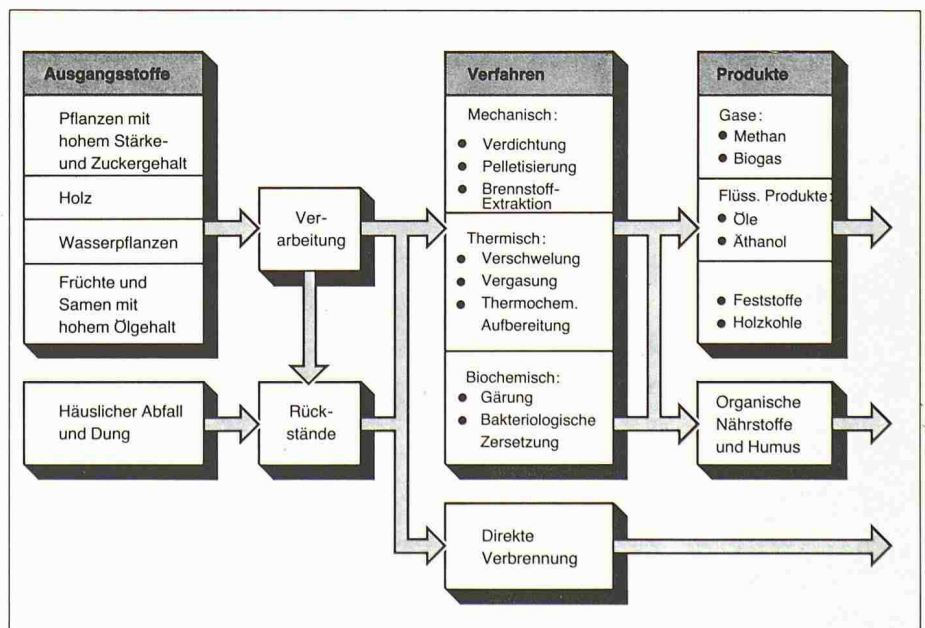 Ausgangsstoffe
Pflanzen mit
hohem Stärke-
und Zuckergehalt
Holz
Wasserpflanzen
Früchte und
Samen mit
hohem Ölgehalt
Häuslicher Abfall
und Dung
Ver-
arbeitung
Rück-
stände
Verfahren
Mechanisch:
• Verdichtung
• Pelletisierung
• Brennstoff-
Extraktion
Thermisch:
• Verschwelung
• Vergasung
• Thermochem.
Aufbereitung
Biochemisch:
• Gärung
• Bakteriologische
Zersetzung
Direkte
Verbrennung
Produkte
Gase:
• Methan
• Biogas
Flüss. Produkte:
• Öle
• Äthanol
• Feststoffe
• Holzkohle
Organische
Nährstoffe
und Humus